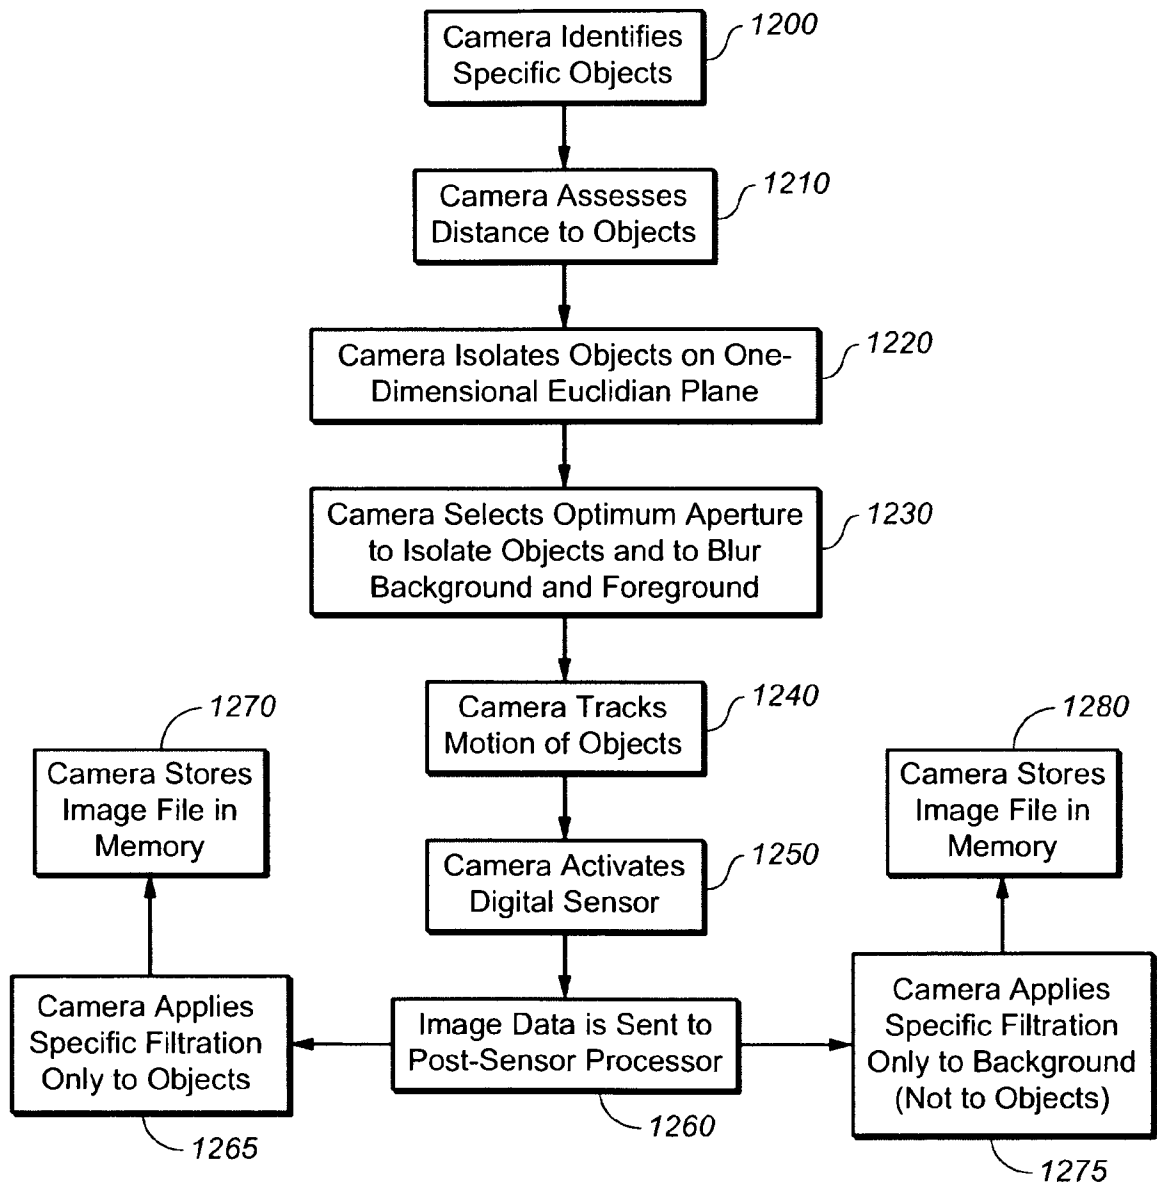 Camera Identifies
Specific Objects
1200
Camera Assesses
Distance to Objects
1210
Camera Isolates Objects on One-
Dimensional Euclidian Plane
1220
Camera Selects Optimum Aperture
to Isolate Objects and to Blur
Background and Foreground
1230
Camera Tracks
Motion of Objects
1240
Camera Activates
Digital Sensor
1250
Image Data is Sent to
Post-Sensor Processor
1260
Camera Applies
Specific Filtration
Only to Objects
1265
Camera Stores
Image File in
Memory
1270
Camera Applies
Specific Filtration
Only to Background
(Not to Objects)
1275
Camera Stores
Image File in
Memory
1280